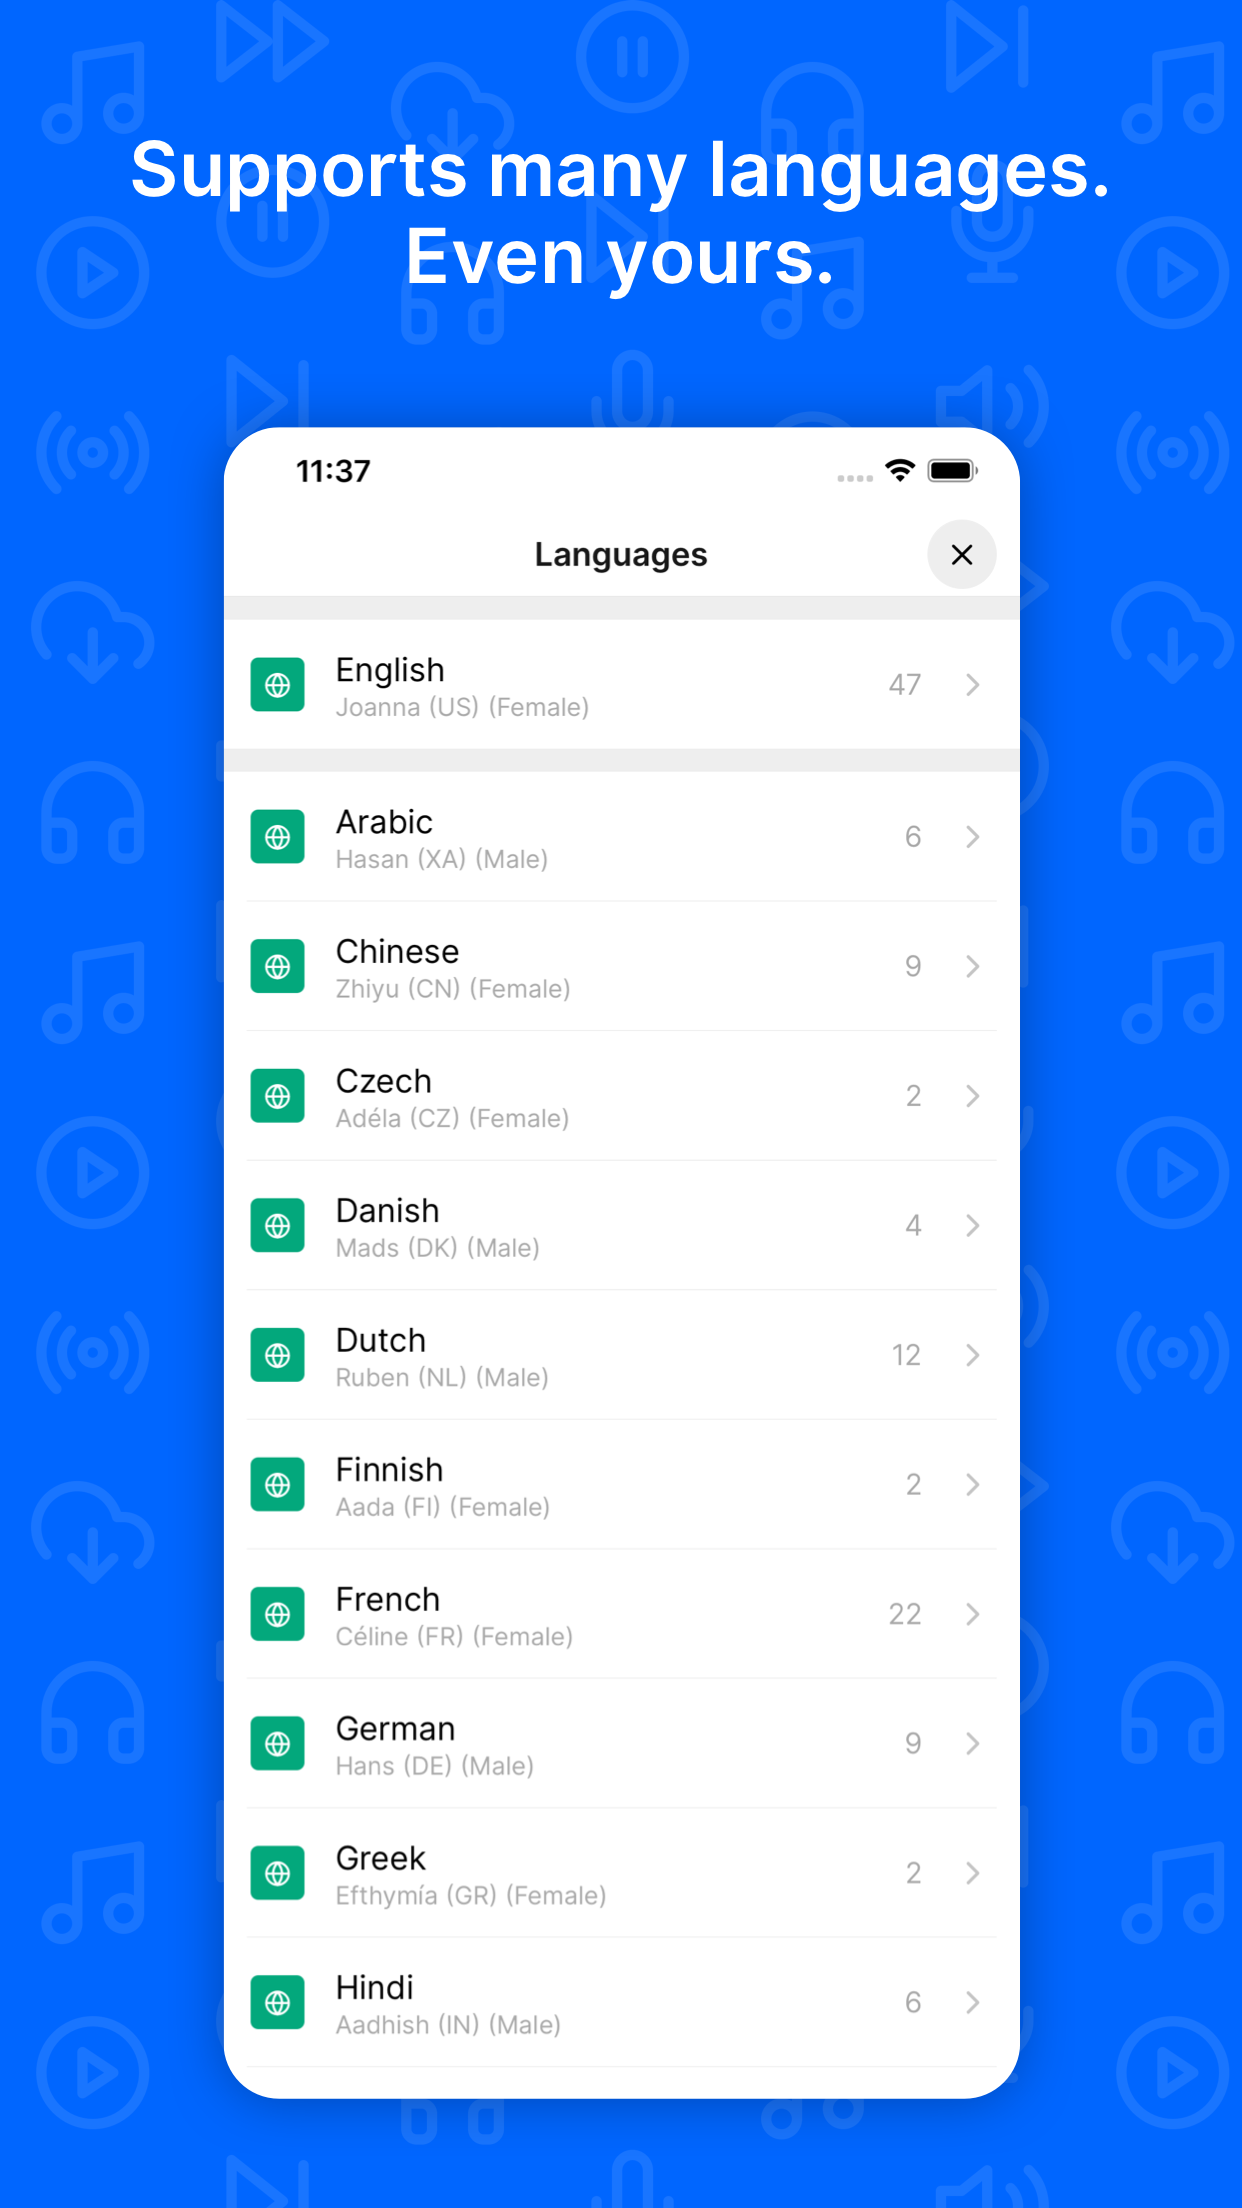 Supports many languages.
Even yours.
11:37
Languages
English
Joanna (US) (Female)
47
Arabic
Hasan (XA) (Male)
6
Chinese
Zhiyu (CN) (Female)
9
Czech
Adéla (CZ) (Female)
2
Danish
Mads (DK) (Male)
4
Dutch
Ruben (NL) (Male)
12
Finnish
Aada (FI) (Female)
2
French
Céline (FR) (Female)
22
German
Hans (DE) (Male)
9
Greek
Efthymía (GR) (Female)
2
Hindi
Aadhish (IN) (Male)
6